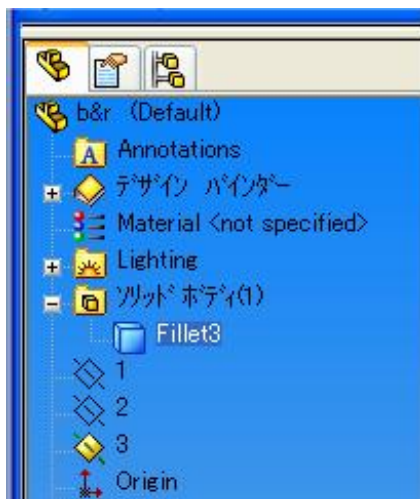 b&r (Default)
Annotations
ﾃﾞｻﾞｲﾝ ﾊﾞｲﾝﾀﾞｰ
Material <not specified>
Lighting
ｿﾘｯﾄﾞ ﾎﾞﾃﾞｨ(1)
Fillet3
1
2
3
Origin